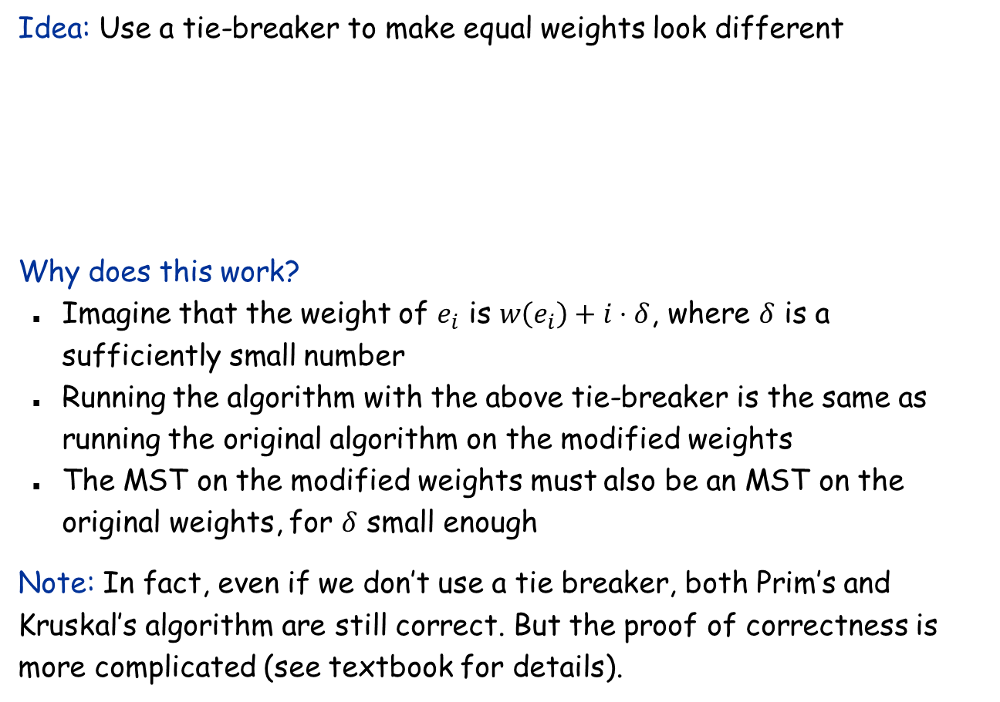 Idea: Use a tie-breaker to make equal weights look different
Why does this work?
▪ Imagine that the weight of $e_i$ is $w(e_i) + i \cdot \delta$, where $\delta$ is a
sufficiently small number
▪ Running the algorithm with the above tie-breaker is the same as
running the original algorithm on the modified weights
▪ The MST on the modified weights must also be an MST on the
original weights, for $\delta$ small enough
Note: In fact, even if we don’t use a tie breaker, both Prim’s and
Kruskal’s algorithm are still correct. But the proof of correctness is
more complicated (see textbook for details).